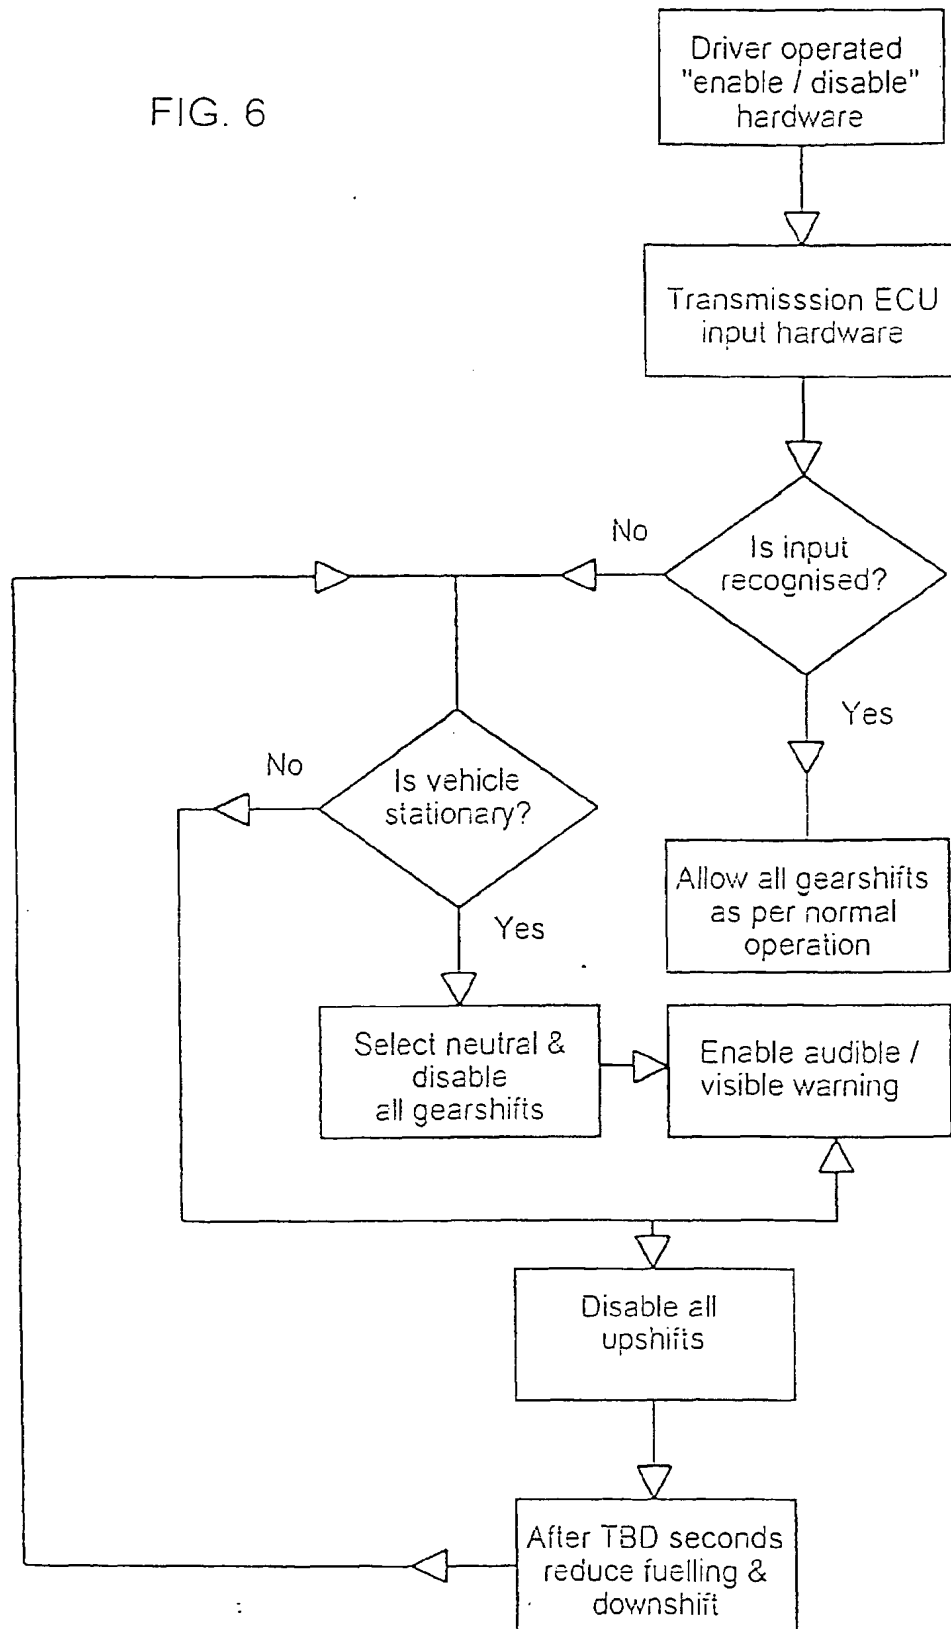 FIG. 6
Driver operated
"enable / disable"
hardware
Transmisssion ECU
input hardware
Is input
recognised?
No
Yes
Allow all gearshifts
as per normal
operation
Is vehicle
stationary?
No
Yes
Select neutral &
disable
all gearshifts
Enable audible /
visible warning
Disable all
upshifts
After TBD seconds
reduce fuelling &
downshift